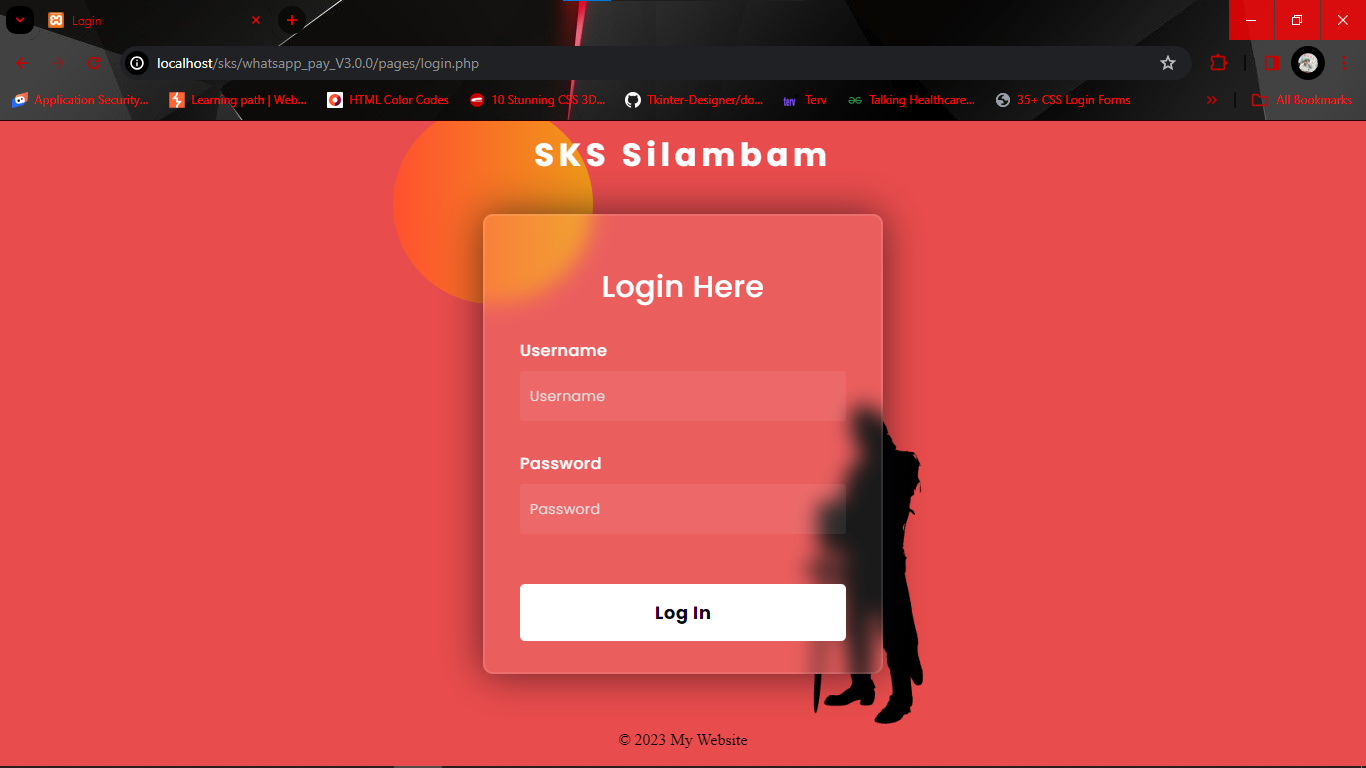 Login
localhost/sks/whatsapp_pay_V3.0.0/pages/login.php
Application Security... Learning path | Web... HTML Color Codes 10 Stunning CSS 3D... Tkinter-Designer/do... terv Terv Talking Healthcare... 35+ CSS Login Forms » All Bookmarks
SKS Silambam
Login Here
Username
Username
Password
Password
Log In
© 2023 My Website